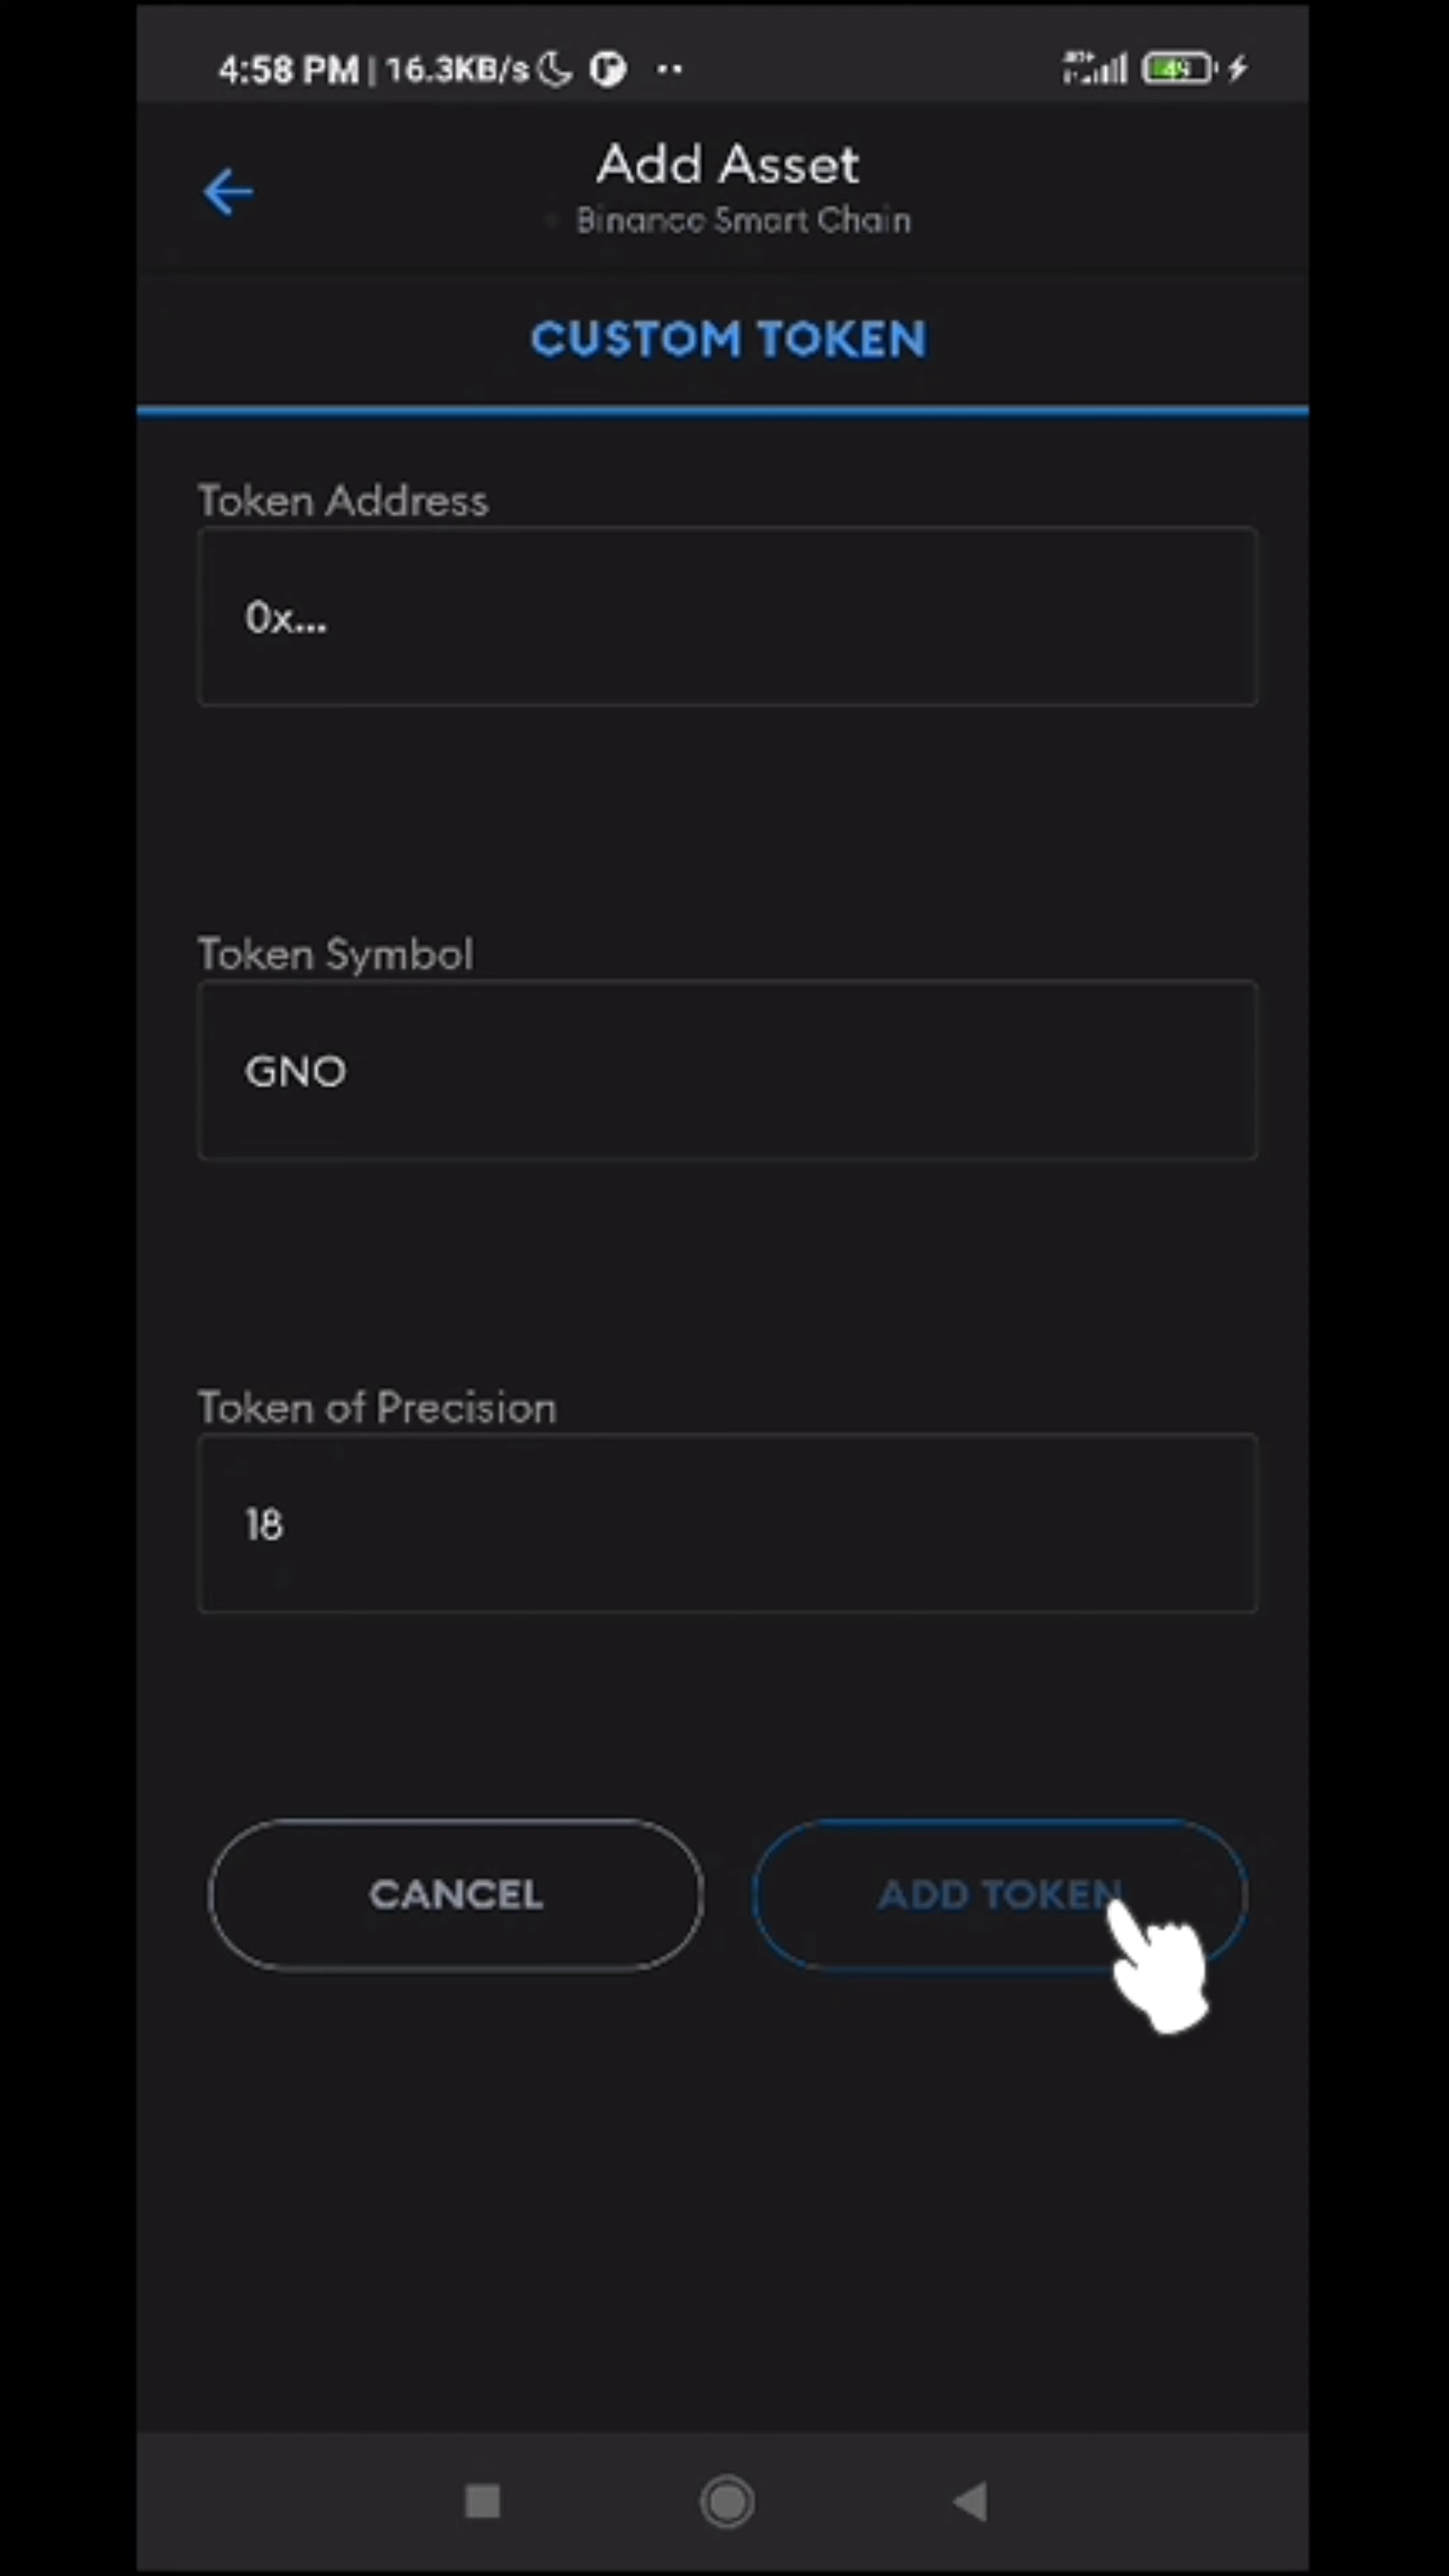 4:58 PM | 16.3KB/s
49
Add Asset
Binance Smart Chain
CUSTOM TOKEN
Token Address
0x...
Token Symbol
GNO
Token of Precision
18
CANCEL
ADD TOKEN